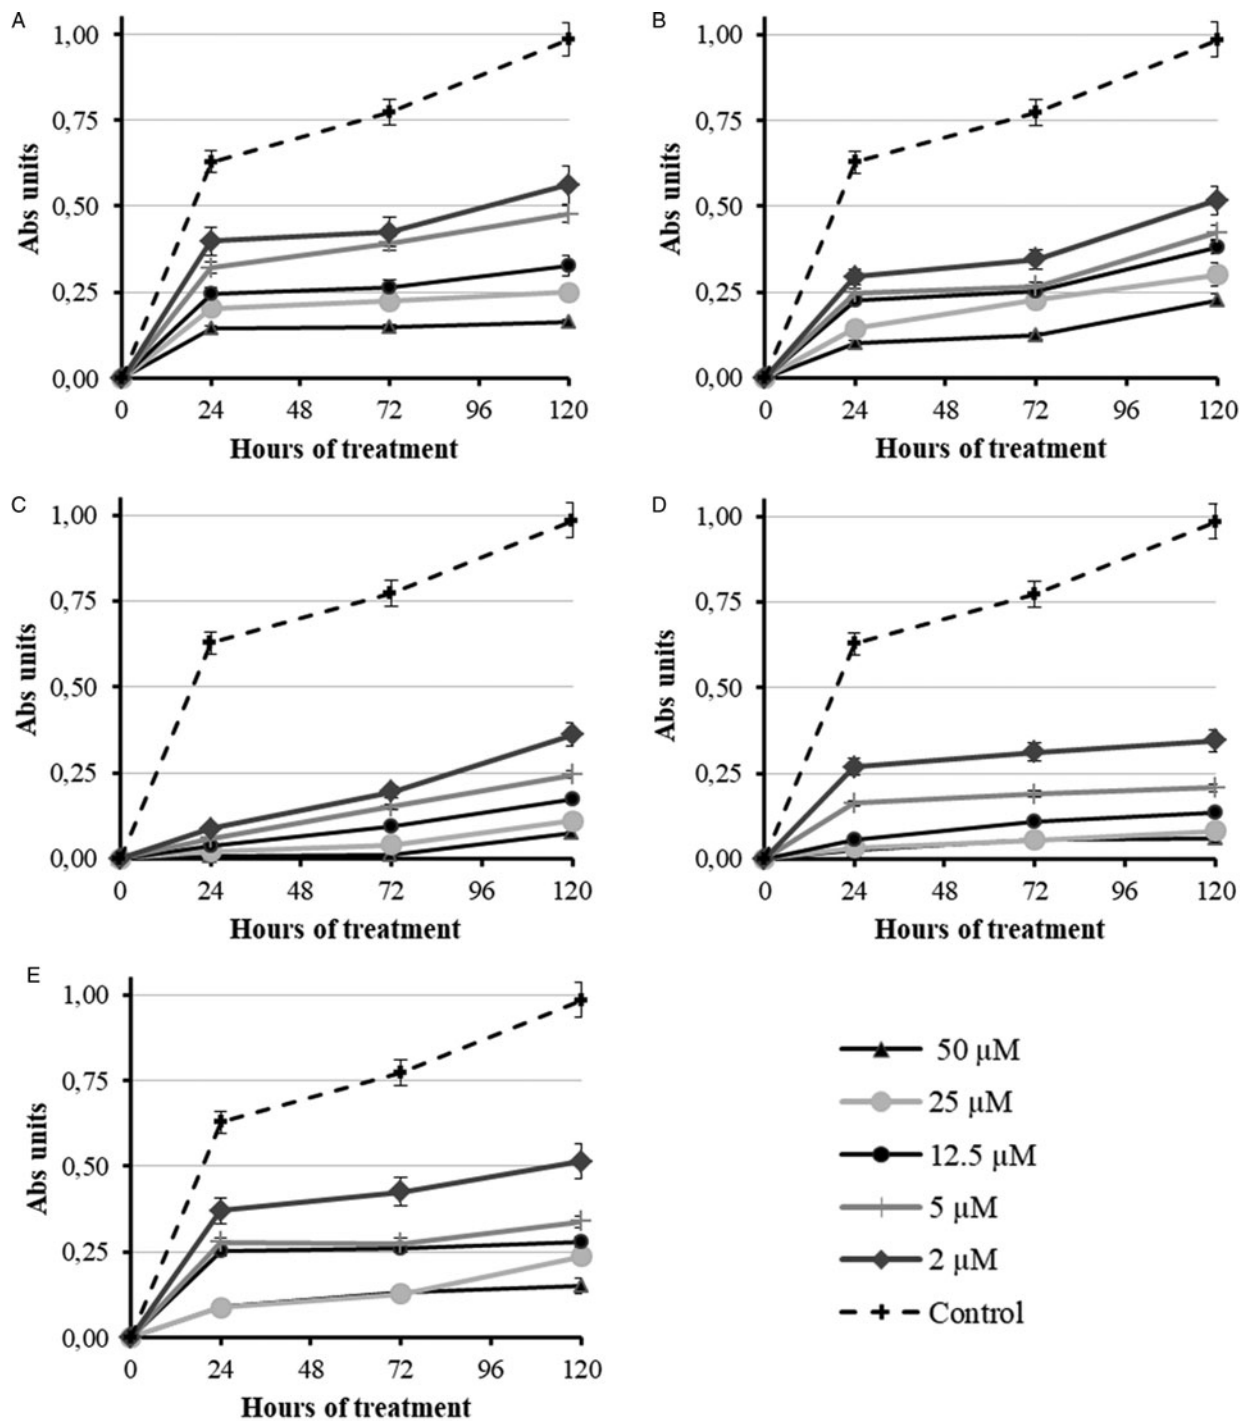 A
1,00
0,75
0,50
0,25
0,00
Abs units
0 24 48 72 96 120
Hours of treatment
B
1,00
0,75
0,50
0,25
0,00
Abs units
0 24 48 72 96 120
Hours of treatment
C
1,00
0,75
0,50
0,25
0,00
Abs units
0 24 48 72 96 120
Hours of treatment
D
1,00
0,75
0,50
0,25
0,00
Abs units
0 24 48 72 96 120
Hours of treatment
E
1,00
0,75
0,50
0,25
0,00
Abs units
0 24 48 72 96 120
Hours of treatment
50 µM
25 µM
12.5 µM
5 µM
2 µM
Control